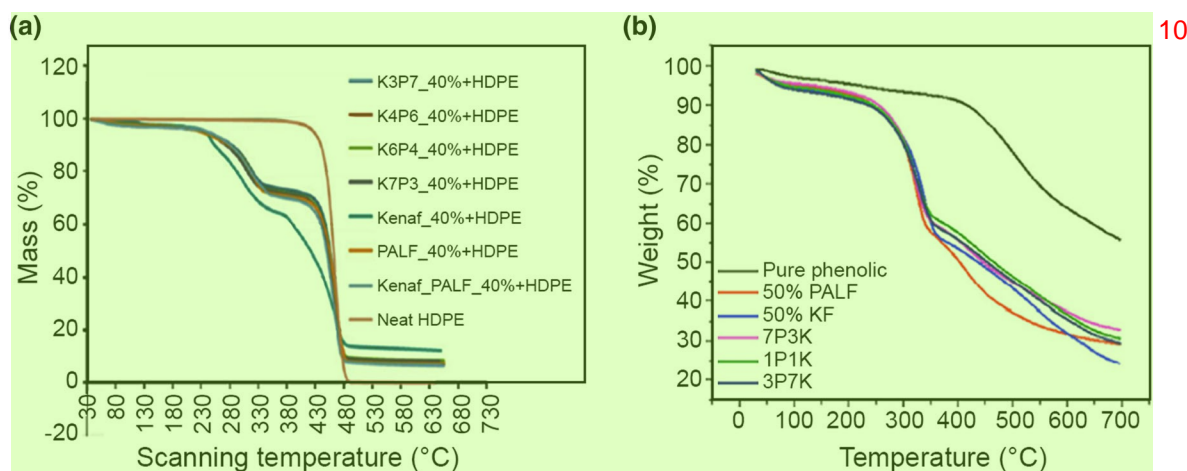 (a)
(b)
10
120
100
80
60
40
20
0
-20
Mass (%)
K3P7_40%+HDPE
K4P6_40%+HDPE
K6P4_40%+HDPE
K7P3_40%+HDPE
Kenaf_40%+HDPE
PALF_40%+HDPE
Kenaf_PALF_40%+HDPE
Neat HDPE
30 80 130 180 230 280 330 380 430 480 530 580 630 680 730
Scanning temperature (°C)
100
90
80
70
60
50
40
30
20
Weight (%)
Pure phenolic
50% PALF
50% KF
7P3K
1P1K
3P7K
0 100 200 300 400 500 600 700
Temperature (°C)